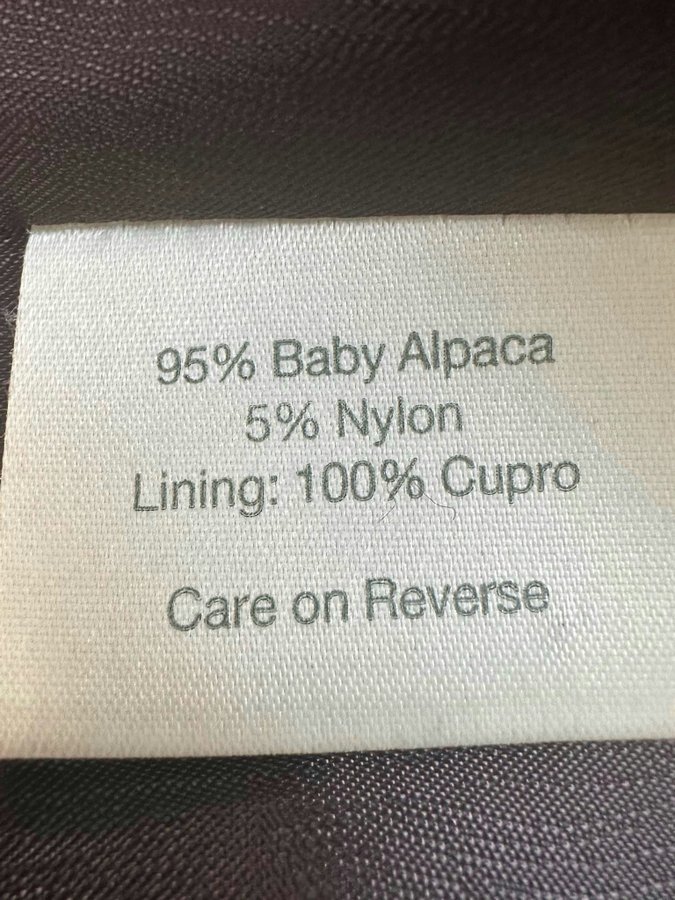 95% Baby Alpaca
5% Nylon
Lining: 100% Cupro
Care on Reverse